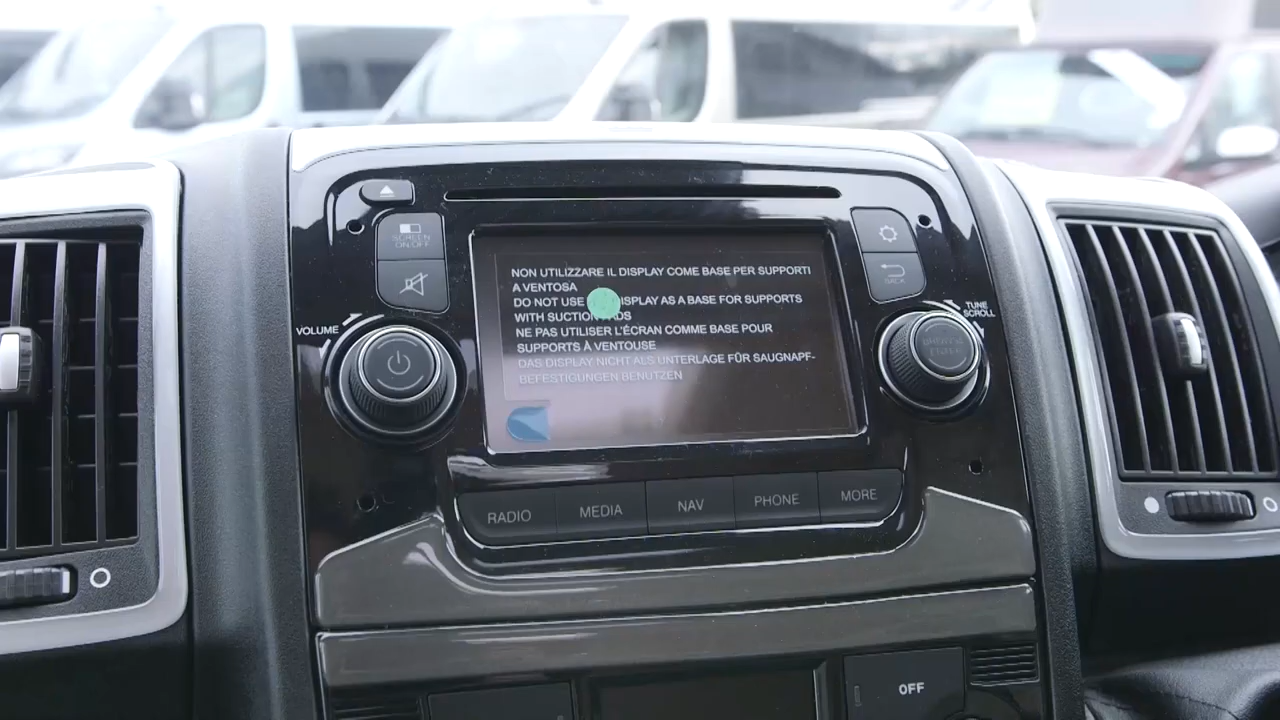 SCREEN
ON/OFF
BACK
VOLUME
TUNE
SCROLL
NON UTILIZZARE IL DISPLAY COME BASE PER SUPPORTI
A VENTOSA
DO NOT USE ISPLAY AS A BASE FOR SUPPORTS
WITH SUCTION DS
NE PAS UTILISER L'ÉCRAN COMME BASE POUR
SUPPORTS À VENTOUSE
DAS DISPLAY NICHT ALS UNTERLAGE FÜR SAUGNAPF-
BEFESTIGUNGEN BENUTZEN
RADIO
MEDIA
NAV
PHONE
MORE
OFF